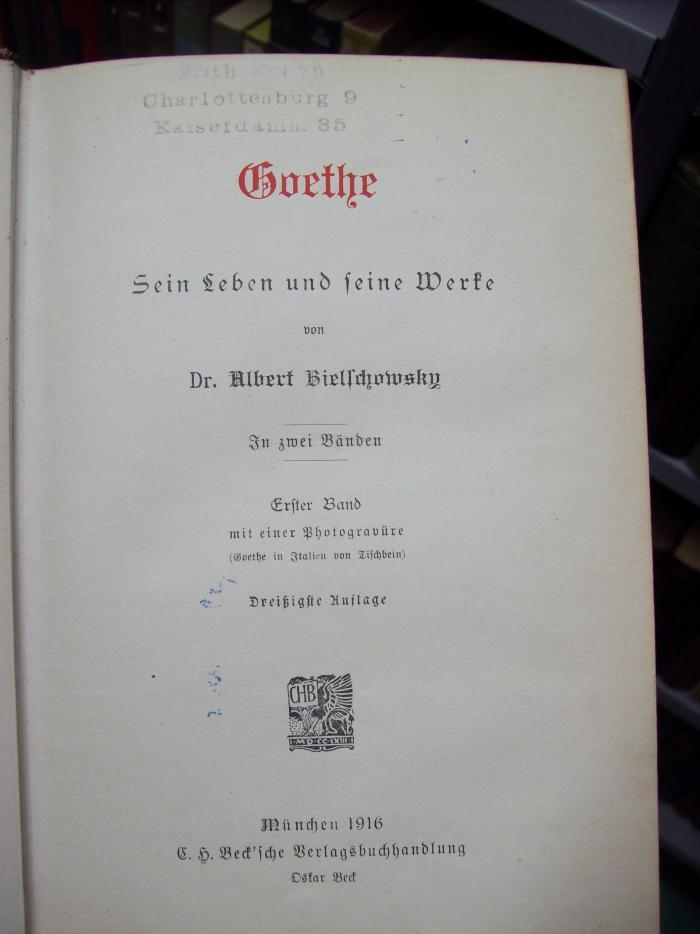 Charlottenburg 9
Kaiserdamm 35
Goethe
Sein Leben und seine Werke
von
Dr. Albert Bielschowsky
In zwei Bänden
Erster Band
mit einer Photogravüre
(Goethe in Italien von Tischbein)
Dreißigste Auflage
CHB
MDCCLXIII
München 1916
C. H. Beck'sche Verlagsbuchhandlung
Oskar Beck